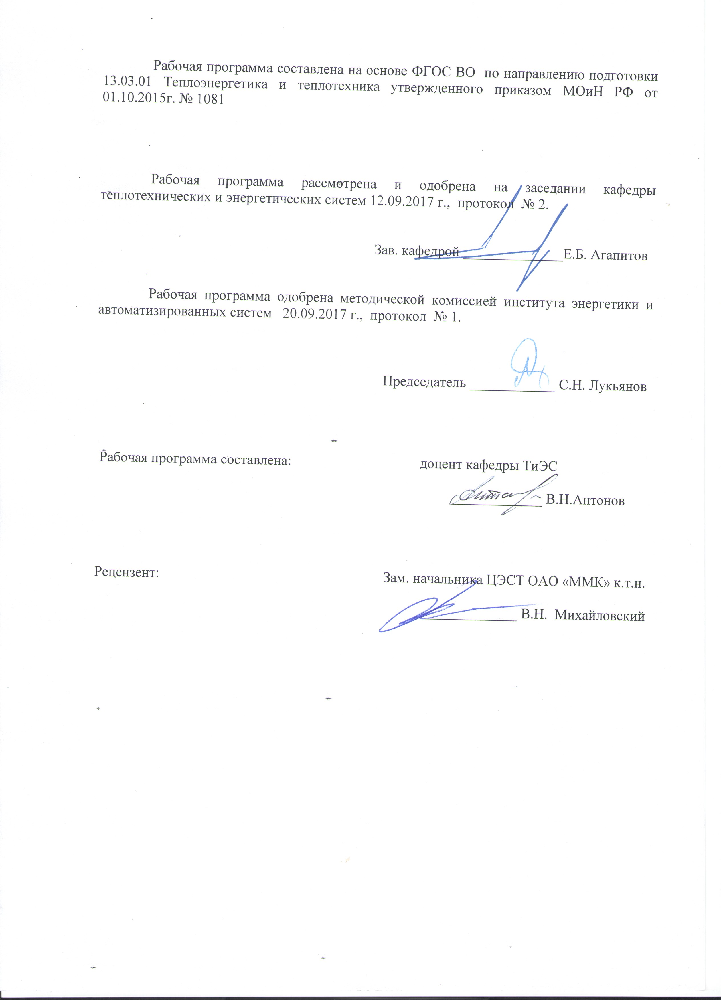 Рабочая программа составлена на основе ФГОС ВО по направлению подготовки
13.03.01 Теплоэнергетика и теплотехника утвержденного приказом МОиН РФ от
01.10.2015г. № 1081
Рабочая программа рассмотрена и одобрена на заседании кафедры
теплотехнических и энергетических систем 12.09.2017 г., протокол № 2.
Зав. кафедрой ______________Е.Б. Агапитов
Рабочая программа одобрена методической комиссией института энергетики и
автоматизированных систем 20.09.2017 г., протокол № 1.
Председатель ____________ С.Н. Лукьянов
Рабочая программа составлена:
доцент кафедры ТиЭС
_____________ В.Н.Антонов
Рецензент:
Зам. начальника ЦЭСТ ОАО «ММК» к.т.н.
_____________ В.Н. Михайловский